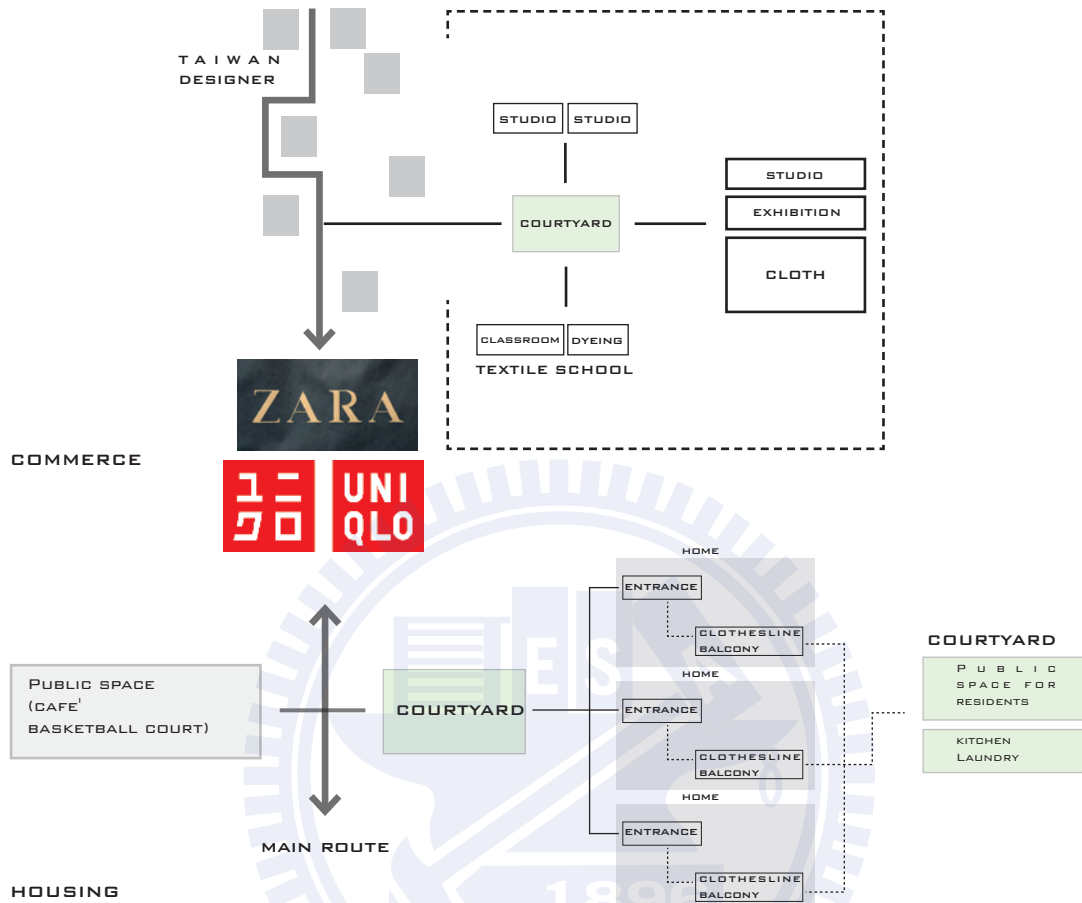 TAIWAN
DESIGNER
STUDIO STUDIO
STUDIO
EXHIBITION
COURTYARD
CLOTH
CLASSROOM DYEING
TEXTILE SCHOOL
ZARA
COMMERCE
ユニ
クロ
UNI
QLO
HOME
ENTRANCE
CLOTHESLINE
BALCONY
COURTYARD
PUBLIC
SPACE FOR
RESIDENTS
KITCHEN
LAUNDRY
PUBLIC SPACE
(CAFE'
BASKETBALL COURT)
COURTYARD
HOME
ENTRANCE
CLOTHESLINE
BALCONY
HOME
ENTRANCE
CLOTHESLINE
BALCONY
MAIN ROUTE
HOUSING
ES
1896